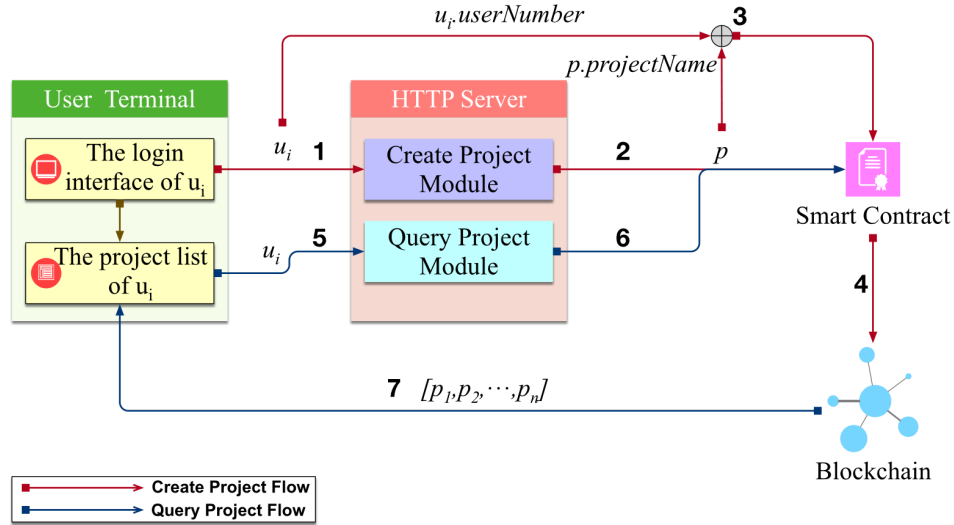 u_i.userNumber
3
p.projectName
User Terminal
HTTP Server
The login
interface of u_i
u_i
1
Create Project
Module
2
p
Smart Contract
The project list
of u_i
u_i
5
Query Project
Module
6
4
7
[p_1,p_2,⋯,p_n]
Blockchain
Create Project Flow
Query Project Flow